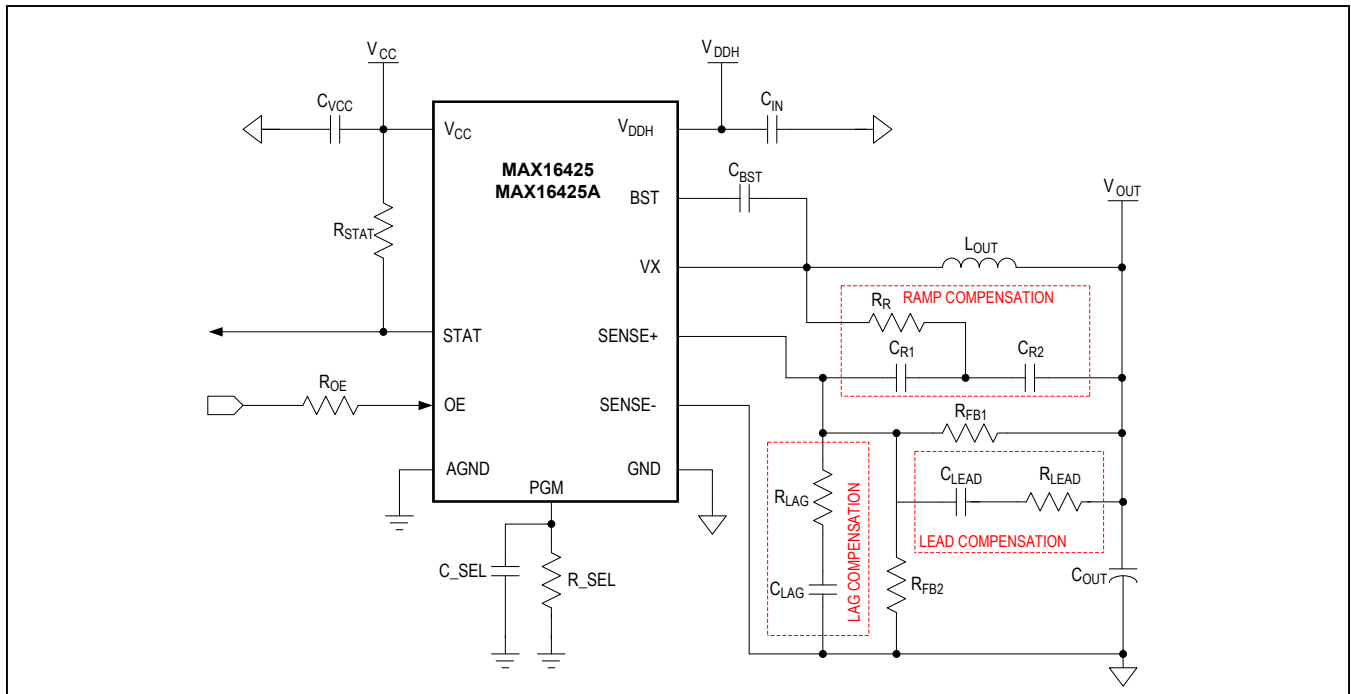 VCC
VDDH
CVCC
CIN
VCC
VDDH
MAX16425
MAX16425A
CBST
BST
VOUT
RSTAT
LOUT
VX
RAMP COMPENSATION
RR
STAT
SENSE+
CR1
CR2
ROE
OE
SENSE-
RFB1
AGND
GND
CLEAD
RLEAD
PGM
RLAG
LEAD COMPENSATION
LAG COMPENSATION
C_SEL
R_SEL
CLAG
RFB2
COUT